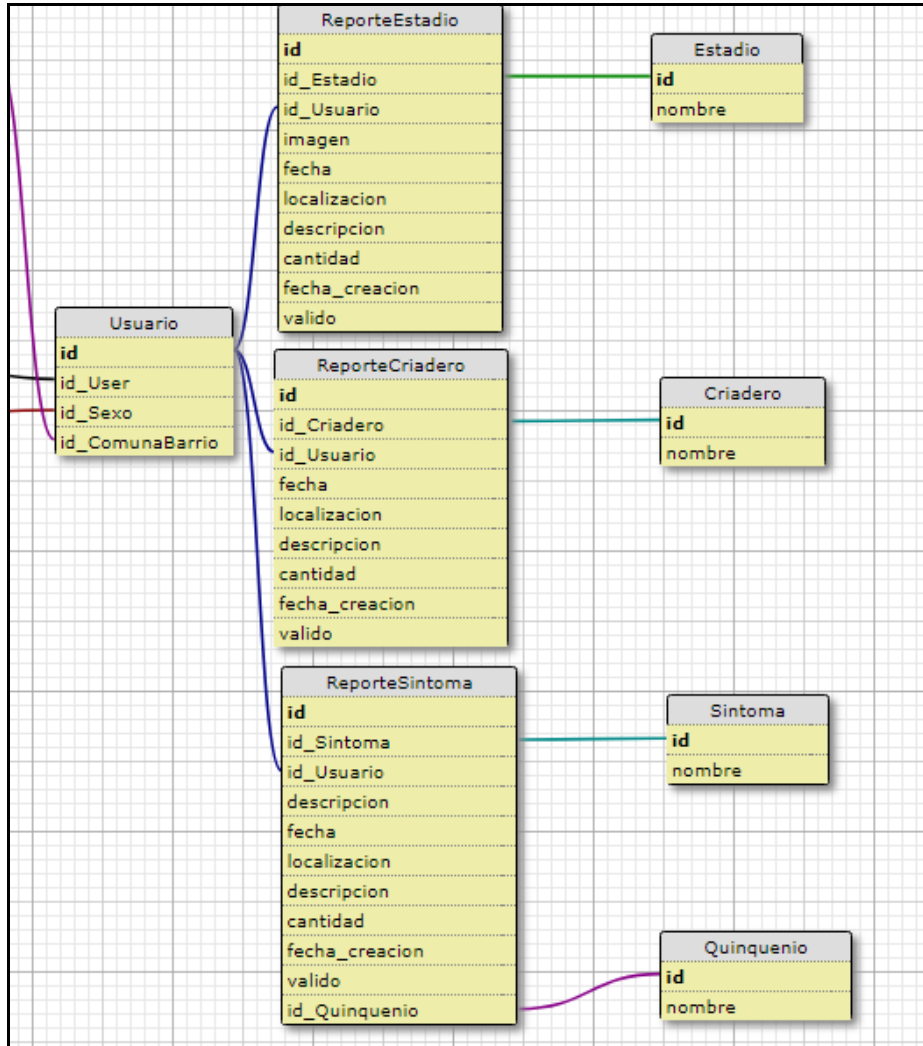 ReporteEstadio
id
id_Estadio
id_Usuario
imagen
fecha
localización
descripcion
cantidad
fecha_creacion
valido
Estadio
id
nombre
Usuario
id
id_User
id_Sexo
id_ComunaBarrio
ReporteCriadero
id
id_Criadero
id_Usuario
fecha
localizacion
descripcion
cantidad
fecha_creacion
valido
Criadero
id
nombre
ReporteSintoma
id
id_Sintoma
id_Usuario
descripcion
fecha
localizacion
descripcion
cantidad
fecha_creacion
valido
id_Quinquenio
Sintoma
id
nombre
Quinquenio
id
nombre